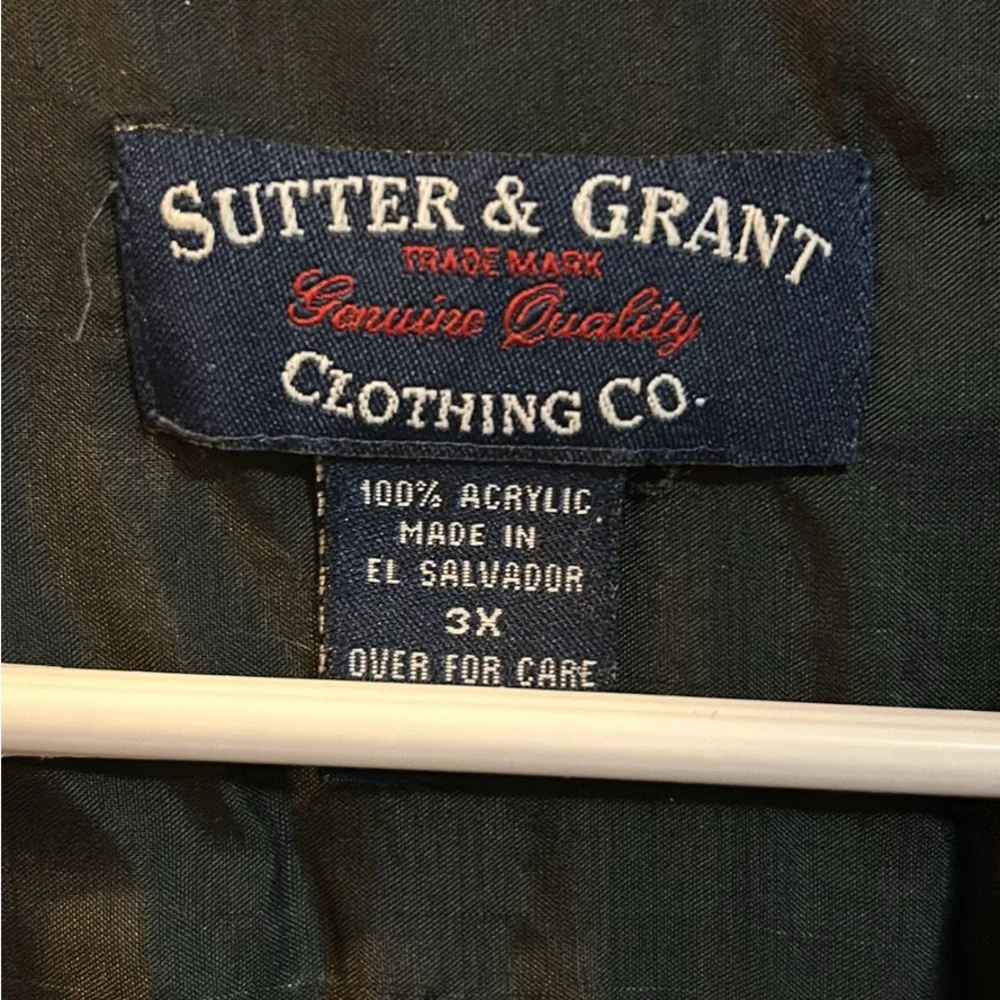 SUTTER & GRANT
TRADE MARK
Genuine Quality
CLOTHING CO.
100% ACRYLIC
MADE IN
EL SALVADOR
3X
OVER FOR CARE